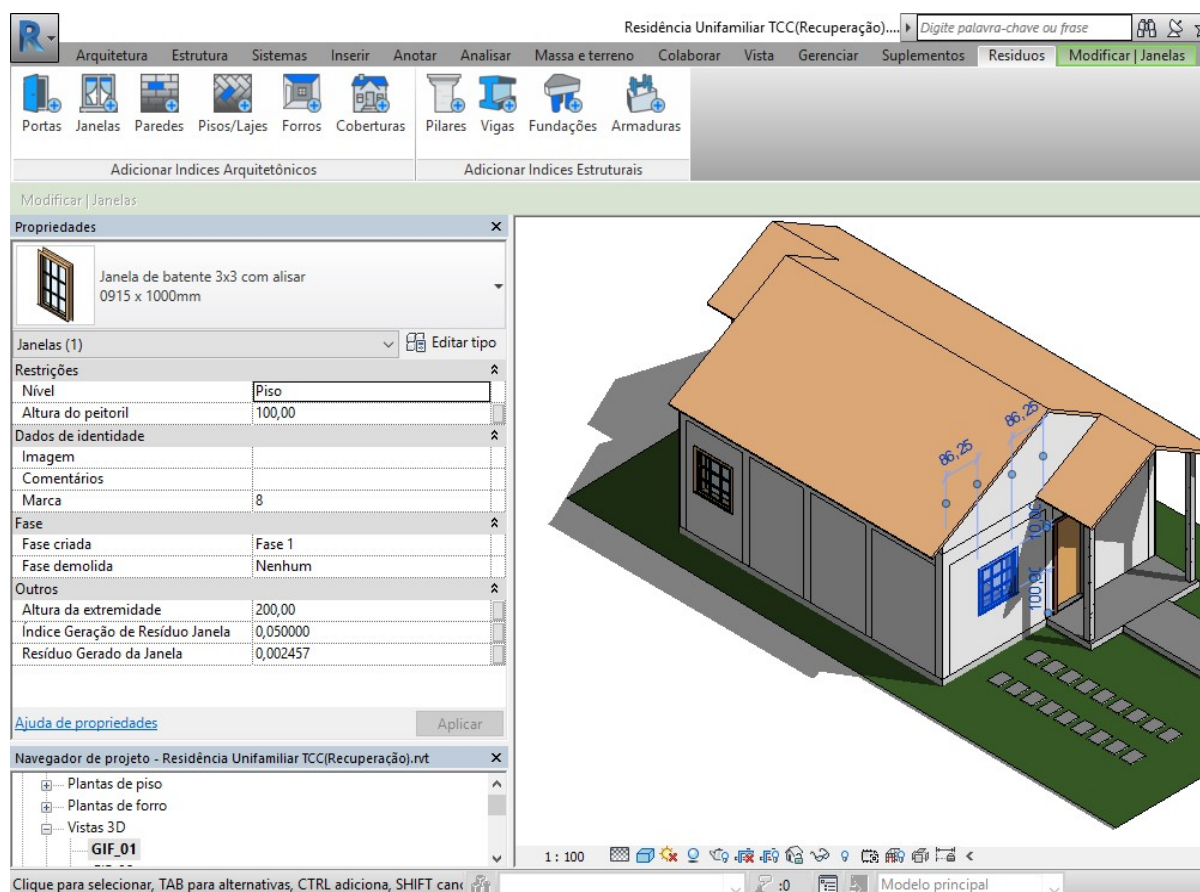 Residência Unifamiliar TCC(Recuperação).... Digite palavra-chave ou frase
Arquitetura Estrutura Sistemas Inserir Anotar Analisar Massa e terreno Colaborar Vista Gerenciar Suplementos Residuos Modificar | Janelas
Portas Janelas Paredes Pisos/Lajes Forros Coberturas Pilares Vigas Fundações Armaduras
Adicionar Indices Arquitetônicos Adicionar Indices Estruturais
Modificar | Janelas
Propriedades
Janela de batente 3x3 com alisar
0915 x 1000mm
Janelas (1) Editar tipo
Restrições
Nível Piso
Altura do peitoril 100,00
Dados de identidade
Imagem
Comentários
Marca 8
Fase
Fase criada Fase 1
Fase demolida Nenhum
Outros
Altura da extremidade 200,00
Índice Geração de Resíduo Janela 0,050000
Resíduo Gerado da Janela 0,002457
Ajuda de propriedades Aplicar
Navegador de projeto - Residência Unifamiliar TCC(Recuperação).rvt
Plantas de piso
Plantas de forro
Vistas 3D
GIF_01
86,25
86,25
100,00
1 : 100
Clique para selecionar, TAB para alternativas, CTRL adiciona, SHIFT canc :0 Modelo principal